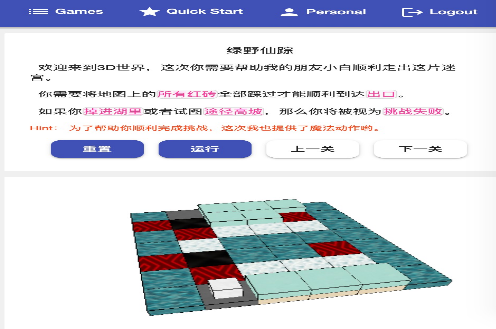 Games Quick Start Personal Logout
绿野仙踪
欢迎来到3D世界，这次你需要帮助我的朋友小白顺利走出这片迷
宫。
你需要将地图上的所有红砖全部踩过才能顺利到达出口。
如果你掉进湖里或者试图途径高坡，那么你将被视为挑战失败。
Hint： 为了帮助你顺利完成挑战，这次我也提供了魔法动作哟。
重置 运行 上一关 下一关